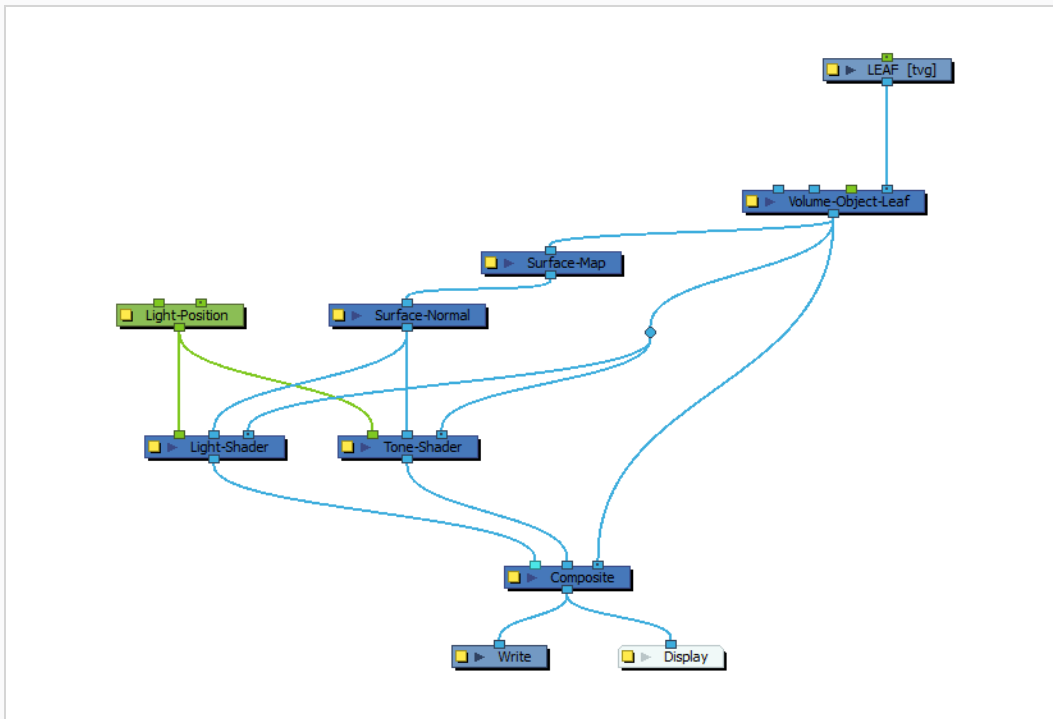 LEAF [tvg]
Volume-Object-Leaf
Surface-Map
Light-Position
Surface-Normal
Light-Shader
Tone-Shader
Composite
Write
Display